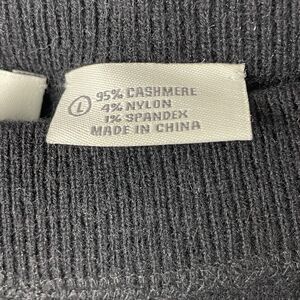 L 95% CASHMERE
4% NYLON
1% SPANDEX
MADE IN CHINA